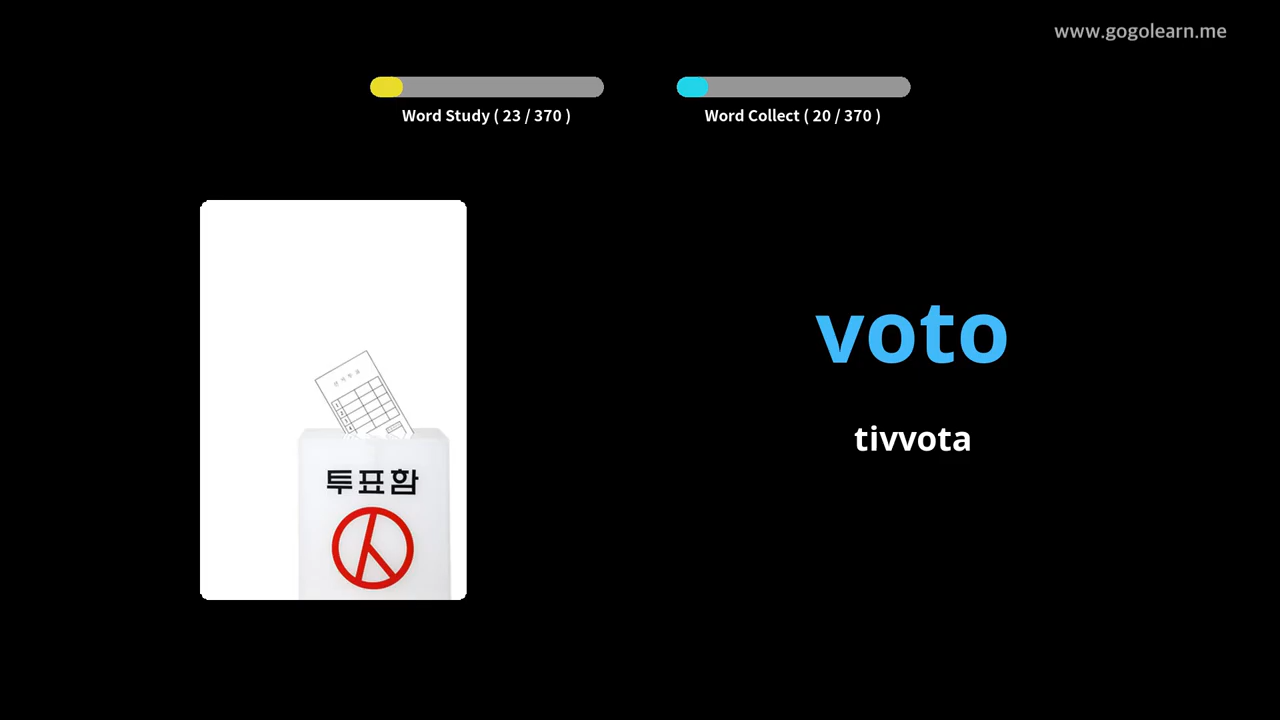 www.gogolearn.me
Word Study ( 23 / 370 )
Word Collect ( 20 / 370 )
voto
tivvota
투표함